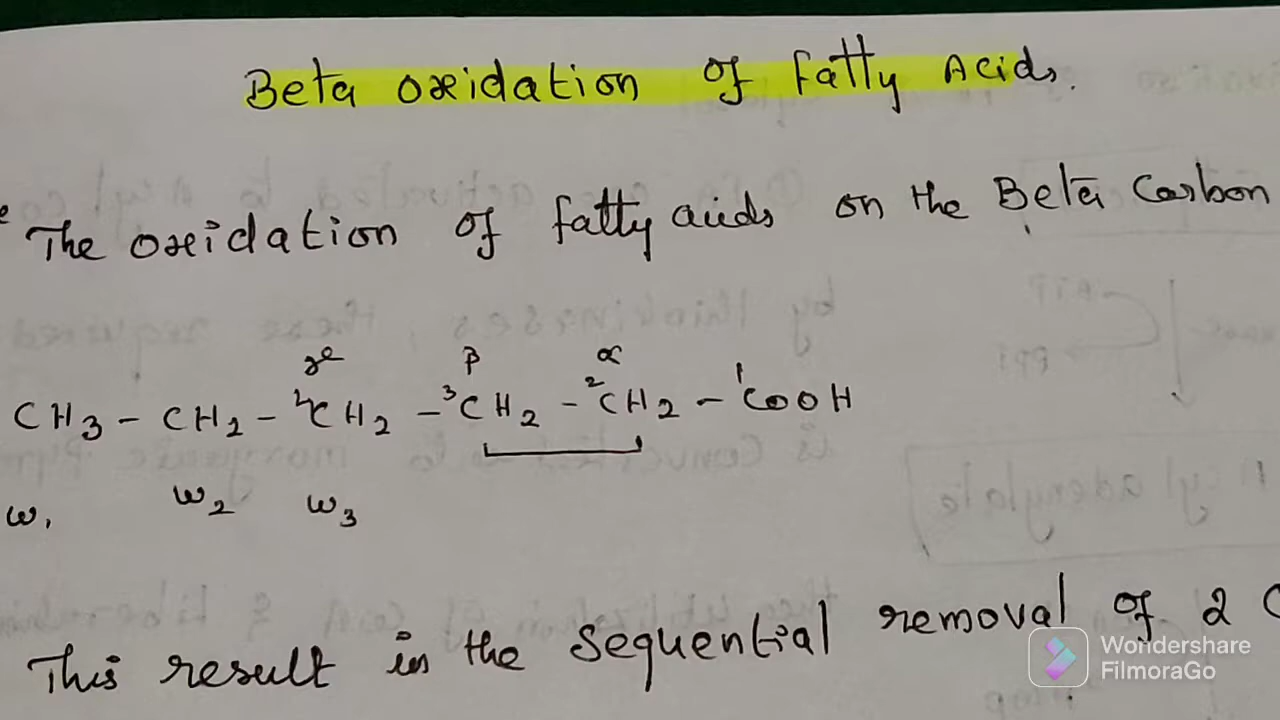 Beta oxidation of fatty Acids.
The oxidation of fatty acids on the Beta Carbon
γ β α
CH3 - CH2 - 4CH2 - 3CH2 - 2CH2 - 1COOH
ω1 ω2 ω3
This result in the sequential removal of 2 C
Wondershare
FilmoraGo